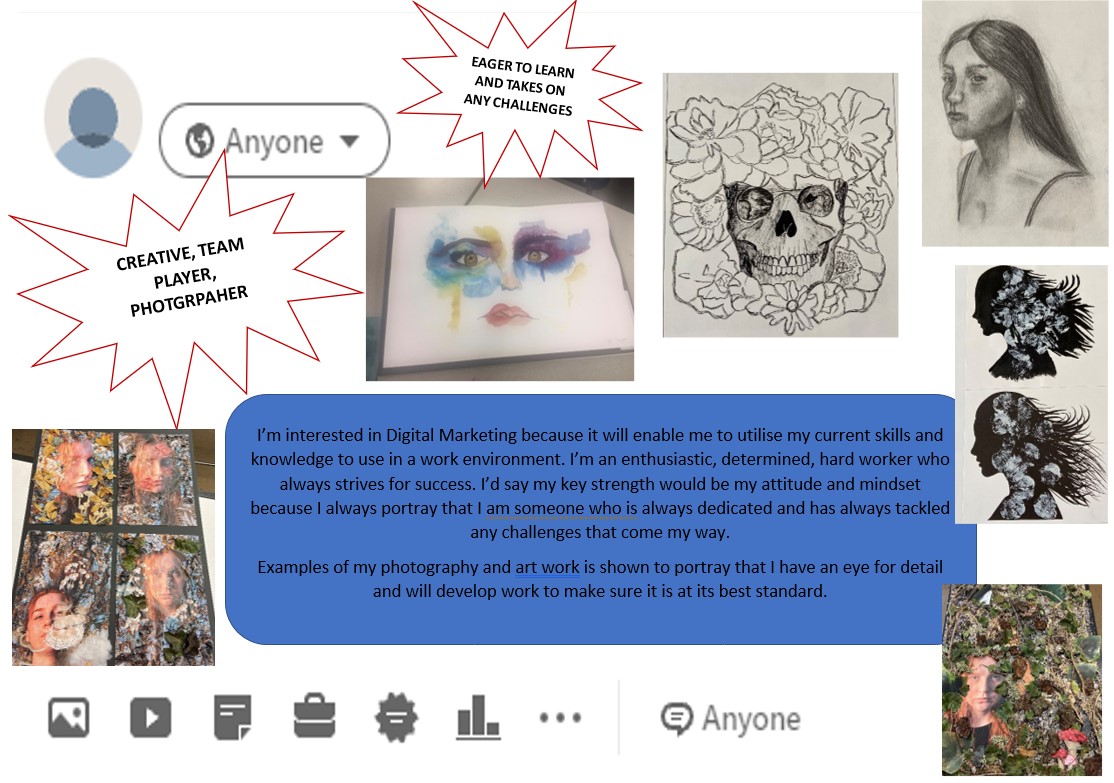 EAGER TO LEARN
AND TAKES ON
ANY CHALLENGES
Anyone
CREATIVE, TEAM
PLAYER,
PHOTGRPAHER
I'm interested in Digital Marketing because it will enable me to utilise my current skills and
knowledge to use in a work environment. I'm an enthusiastic, determined, hard worker who
always strives for success. I'd say my key strength would be my attitude and mindset
because I always portray that I am someone who is always dedicated and has always tackled
any challenges that come my way.
Examples of my photography and art work is shown to portray that I have an eye for detail
and will develop work to make sure it is at its best standard.
Anyone